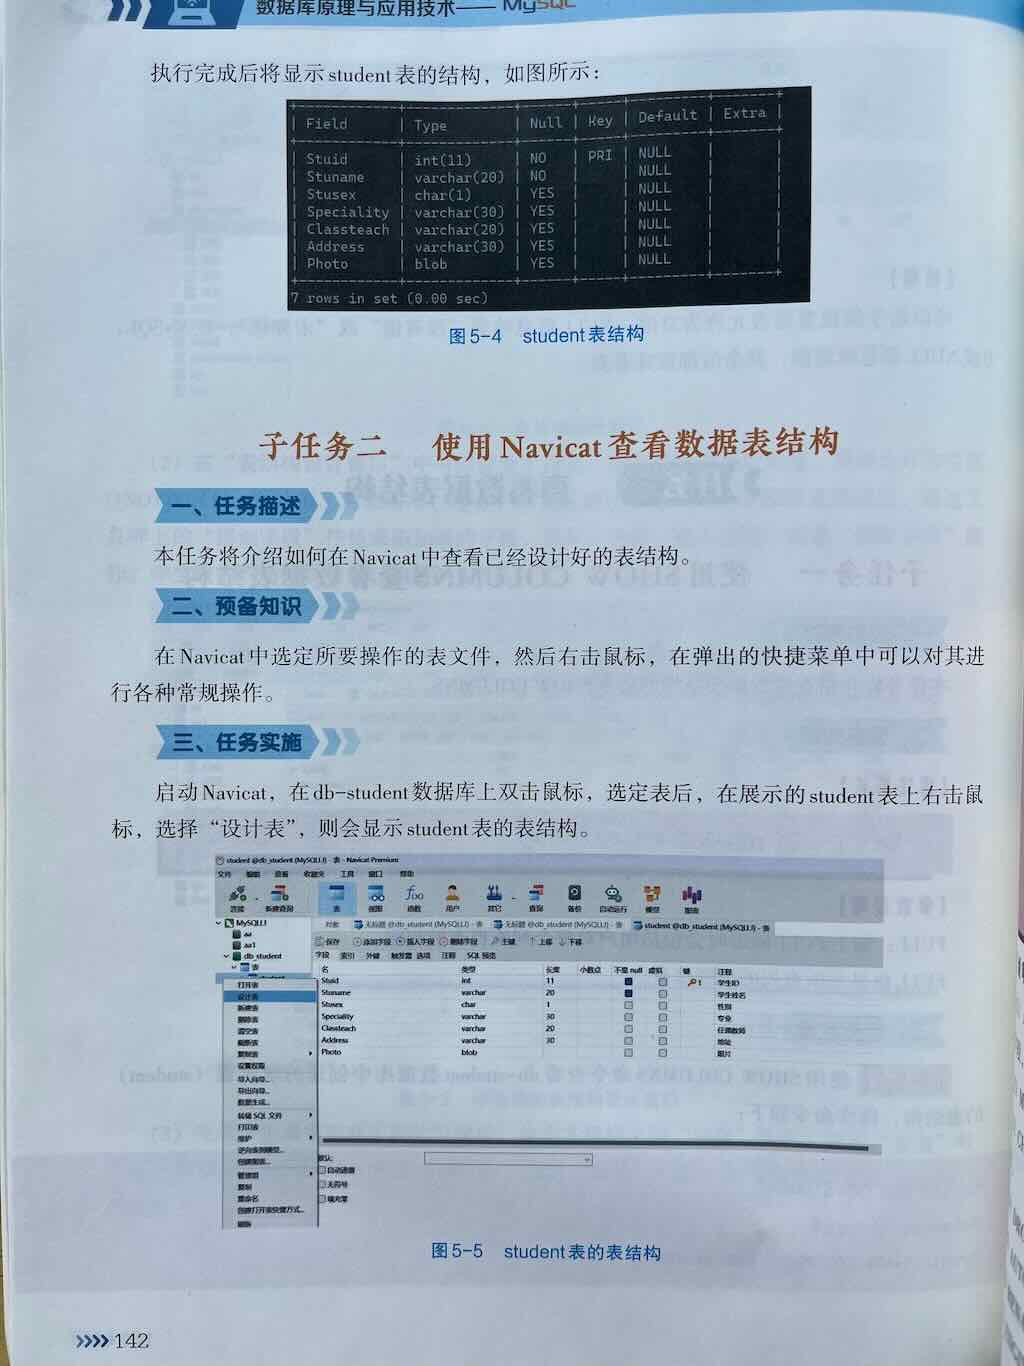 数据库原理与应用技术—— MySQL
执行完成后将显示student表的结构，如图所示：
| Field | Type | Null | Key | Default | Extra |
| Stuid | int(11) | NO | PRI | NULL | |
| Stuname | varchar(20) | NO | | NULL | |
| Stusex | char(1) | YES | | NULL | |
| Speciality | varchar(30) | YES | | NULL | |
| Classteach | varchar(20) | YES | | NULL | |
| Address | varchar(30) | YES | | NULL | |
| Photo | blob | YES | | NULL | |
7 rows in set (0.00 sec)
图5-4 student表结构
子任务二 使用Navicat查看数据表结构
一、任务描述
本任务将介绍如何在Navicat中查看已经设计好的表结构。
二、预备知识
在Navicat中选定所要操作的表文件，然后右击鼠标，在弹出的快捷菜单中可以对其进
行各种常规操作。
三、任务实施
启动Navicat，在db-student数据库上双击鼠标，选定表后，在展示的student表上右击鼠
标，选择“设计表”，则会显示student表的表结构。
student @db_student (MySQLLJ) - 表 - Navicat Premium
文件 编辑 查看 收藏夹 工具 窗口 帮助
连接 新建查询 表 视图 函数 用户 其它 查询 备份 自动运行 模型 图表
MySQLLJ
aa
aa1
db_student
表
对象 无标题 @db_student (MySQLLJ) - 表 无标题 @db_student (MySQLLJ) - 表 student @db_student (MySQLLJ) - 表
保存 添加字段 插入字段 删除字段 主键 上移 下移
字段 索引 外键 触发器 选项 注释 SQL 预览
名 类型 长度 小数点 不是 null 虚拟 键 注释
Stuid int 11 1 学生ID
Stuname varchar 20 学生姓名
Stusex char 1 性别
Speciality varchar 30 专业
Classteach varchar 20 任课教师
Address varchar 30 地址
Photo blob 照片
打开表
设计表
新建表
删除表
清空表
截断表
复制表
设置权限
导入向导...
导出向导...
数据生成...
转储 SQL 文件
打印表
维护
逆向表到模型...
创建图表...
管理组
复制
重命名
创建打开表快捷方式...
刷新
默认:
自动递增
无符号
填充零
图5-5 student表的表结构
142